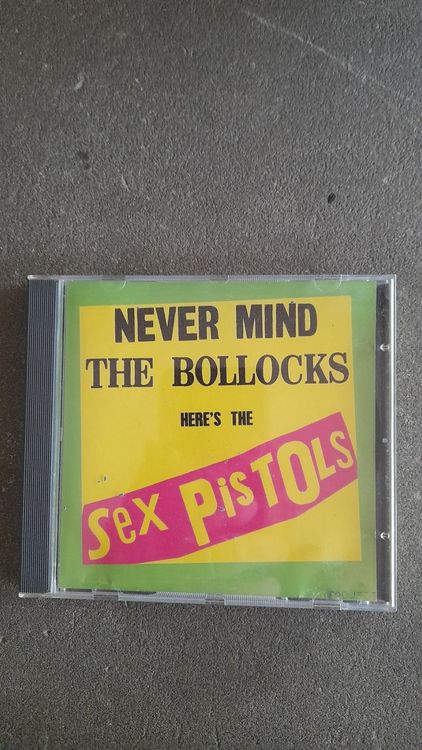 NEVER MIND
THE BOLLOCKS
HERE'S THE
Sex PiSTOLs